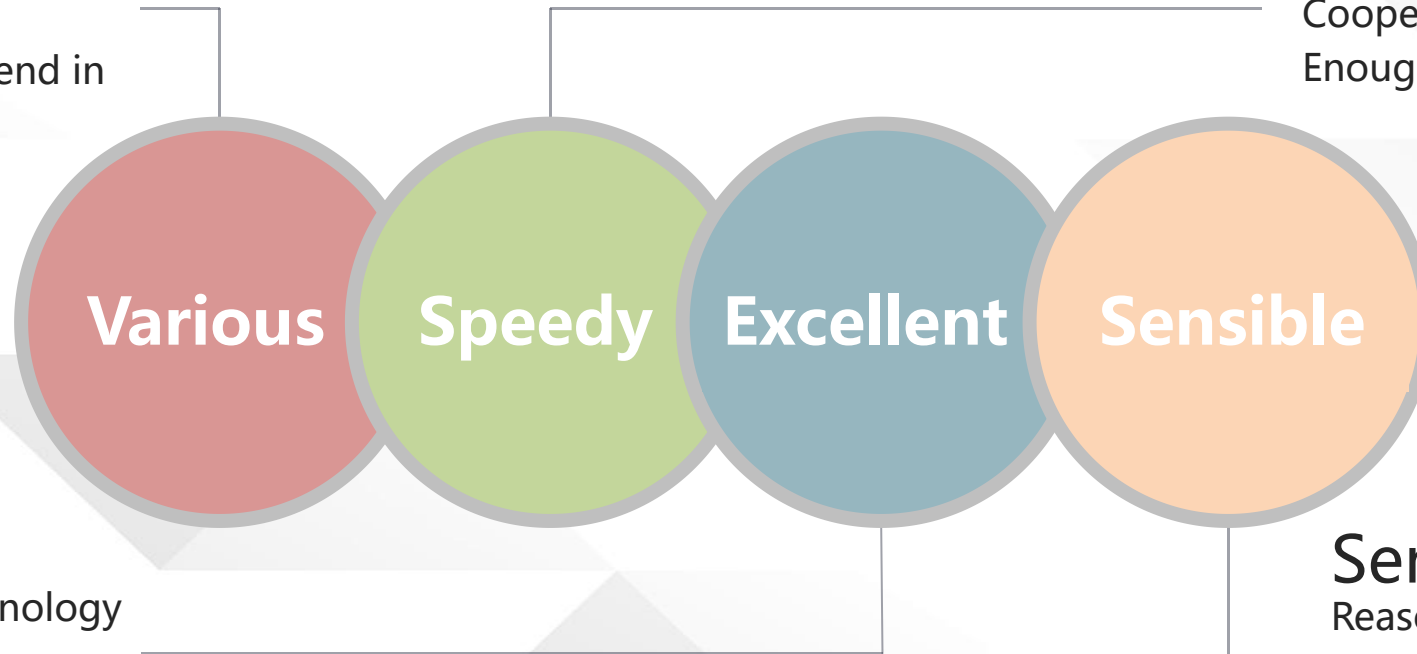 Coope
end in
Enoug
Various
Speedy
Excellent
Sensible
Ser
nology
Reas